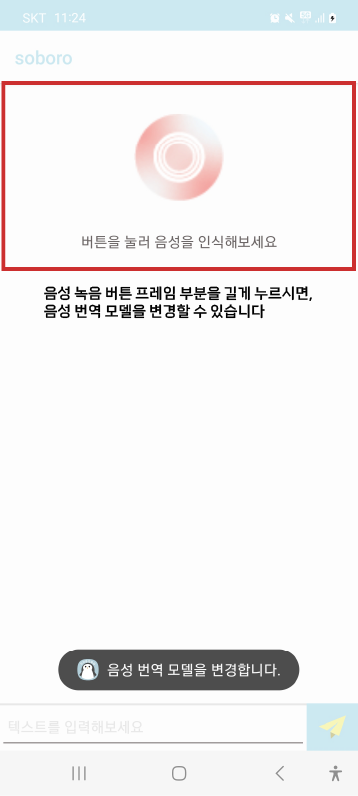 SKT 11:24
soboro
버튼을 눌러 음성을 인식해보세요
음성 녹음 버튼 프레임 부분을 길게 누르시면,
음성 번역 모델을 변경할 수 있습니다
음성 번역 모델을 변경합니다.
텍스트를 입력해보세요